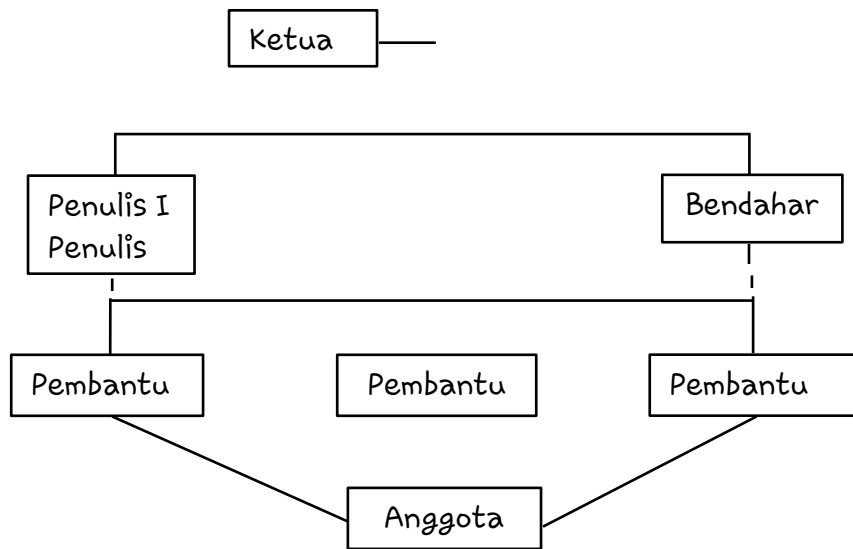 Ketua
Penulis I
Penulis
Bendahar
Pembantu
Pembantu
Pembantu
Anggota